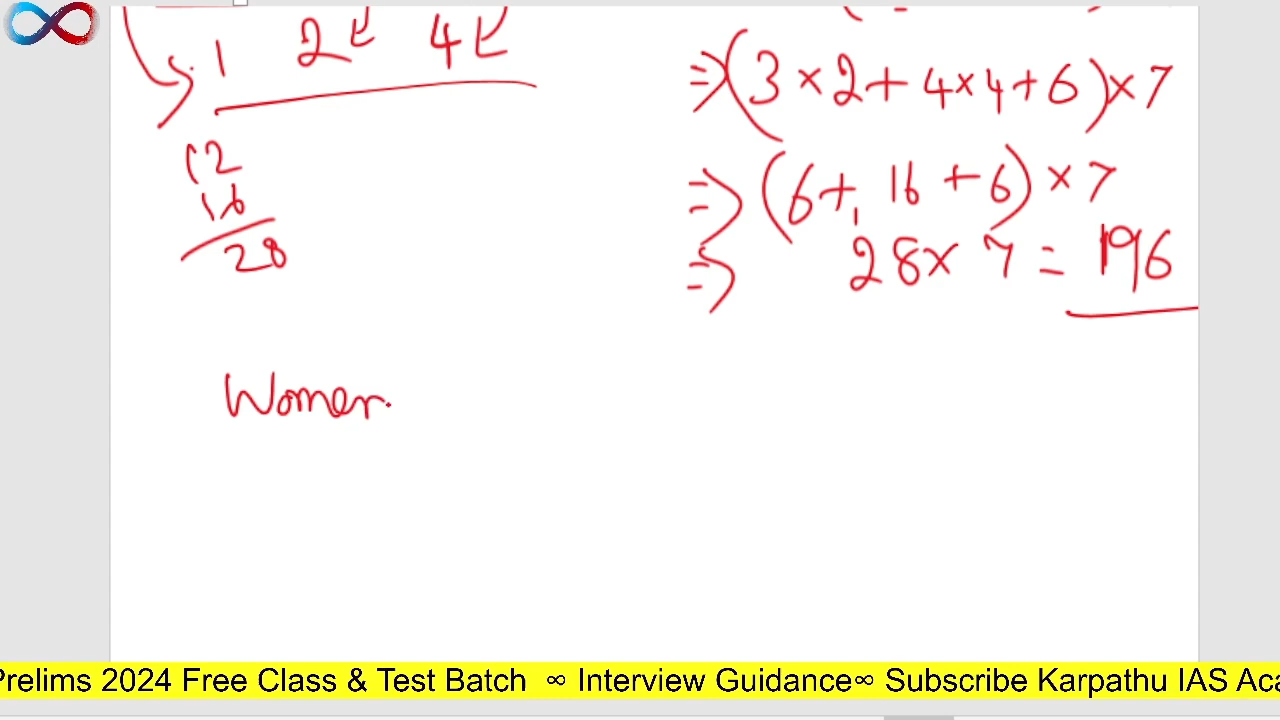 1 2 4
12
16
28
⇒(3×2+4×4+6)×7
⇒(6+16+6)×7
⇒ 28×7=196
Women
Prelims 2024 Free Class & Test Batch ∞ Interview Guidance∞ Subscribe Karpathu IAS Aca